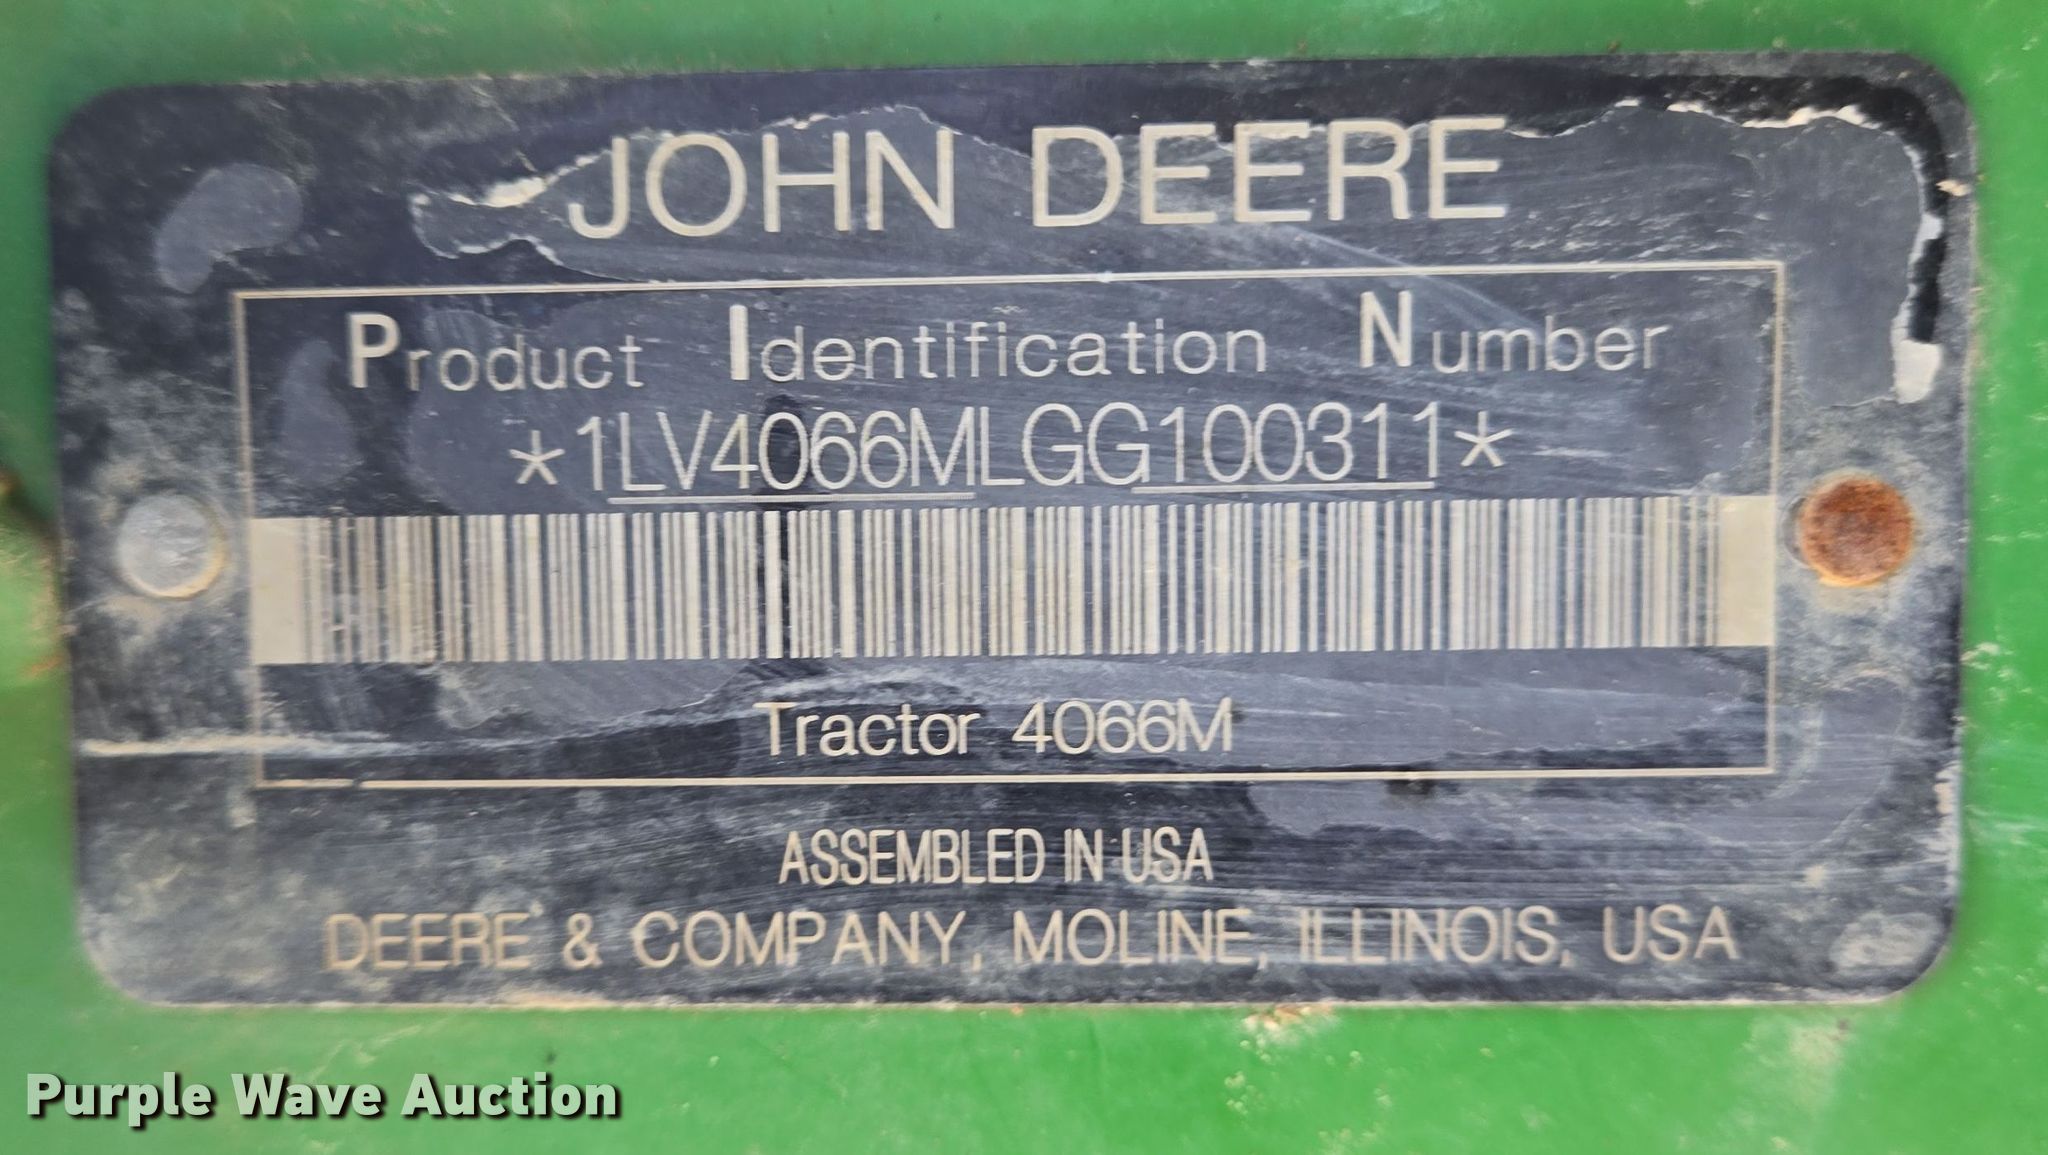 JOHN DEERE
Product Identification Number
*1LV4066MLGG100311*
Tractor 4066M
ASSEMBLED IN USA
DEERE & COMPANY, MOLINE, ILLINOIS, USA
Purple Wave Auction